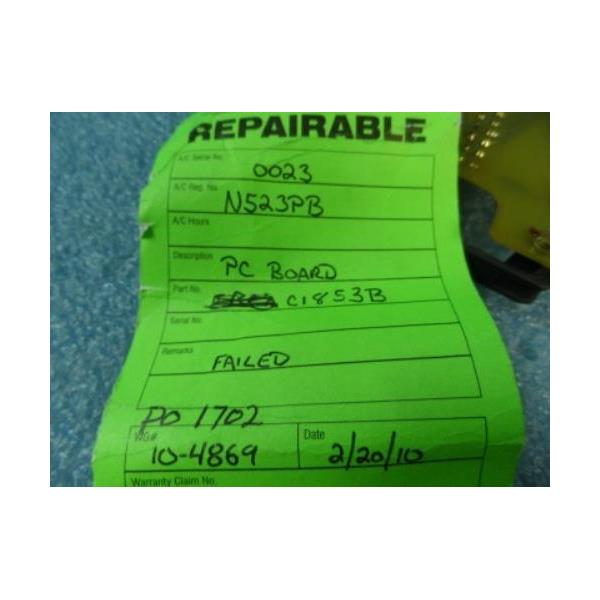 REPAIRABLE
A/C Serial No. 0023
A/C Reg. No. N523PB
A/C Hours
Description PC BOARD
Part No. C1853B
Serial No.
Remarks
FAILED
PO 1702
WO# Date
10-4869 2/20/10
Warranty Claim No.